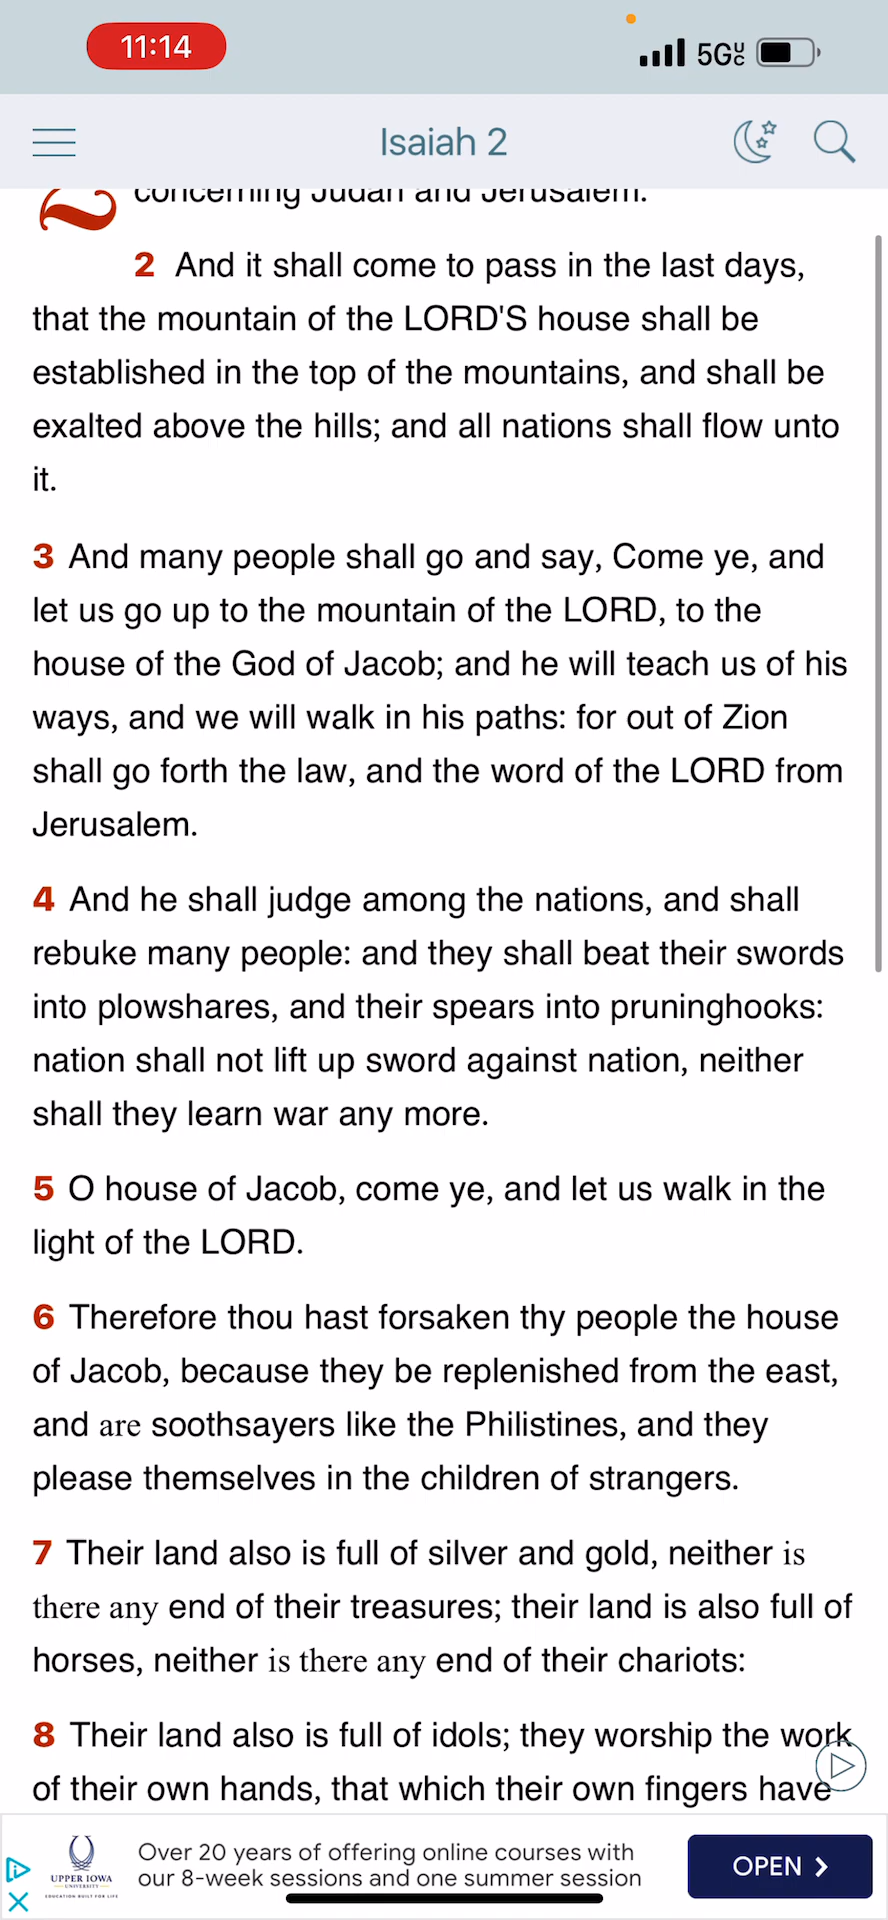 11:14
5G UC
Isaiah 2
2 concerning Judah and Jerusalem.
2 And it shall come to pass in the last days,
that the mountain of the LORD'S house shall be
established in the top of the mountains, and shall be
exalted above the hills; and all nations shall flow unto
it.
3 And many people shall go and say, Come ye, and
let us go up to the mountain of the LORD, to the
house of the God of Jacob; and he will teach us of his
ways, and we will walk in his paths: for out of Zion
shall go forth the law, and the word of the LORD from
Jerusalem.
4 And he shall judge among the nations, and shall
rebuke many people: and they shall beat their swords
into plowshares, and their spears into pruninghooks:
nation shall not lift up sword against nation, neither
shall they learn war any more.
5 O house of Jacob, come ye, and let us walk in the
light of the LORD.
6 Therefore thou hast forsaken thy people the house
of Jacob, because they be replenished from the east,
and are soothsayers like the Philistines, and they
please themselves in the children of strangers.
7 Their land also is full of silver and gold, neither is
there any end of their treasures; their land is also full of
horses, neither is there any end of their chariots:
8 Their land also is full of idols; they worship the work
of their own hands, that which their own fingers have
UPPER IOWA
UNIVERSITY
EDUCATION BUILT FOR LIFE
Over 20 years of offering online courses with
our 8-week sessions and one summer session
OPEN